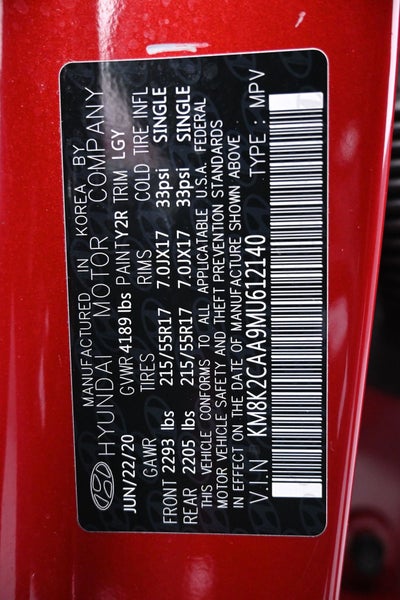 MANUFACTURED IN KOREA BY
HYUNDAI MOTOR COMPANY
JUN/22/20 GVWR 4189 lbs PAINT Y2R TRIM LGY
GAWR TIRES RIMS COLD TIRE INFL
FRONT 2293 lbs 215/55R17 7.0JX17 33psi SINGLE
REAR 2205 lbs 215/55R17 7.0JX17 33psi SINGLE
THIS VEHICLE CONFORMS TO ALL APPLICATABLE U.S.A. FEDERAL
MOTOR VEHICLE SAFETY AND THEFT PREVENTION STANDARDS
IN EFFECT ON THE DATE OF MANUFACTURE SHOWN ABOVE
V.I.N : KM8K2CAA9MU612140 TYPE : MPV